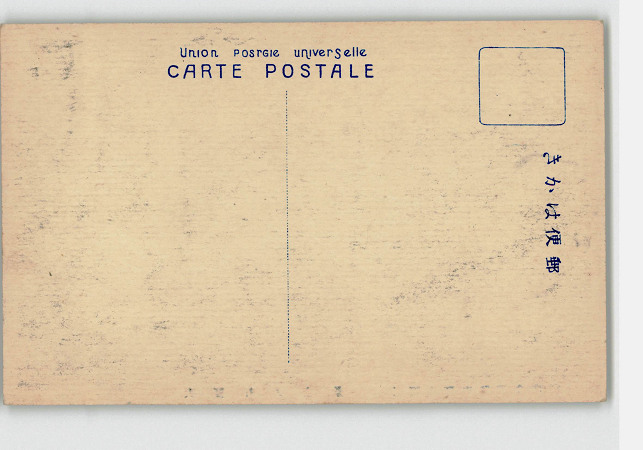 Union postale universelle
CARTE POSTALE
きかは便郵